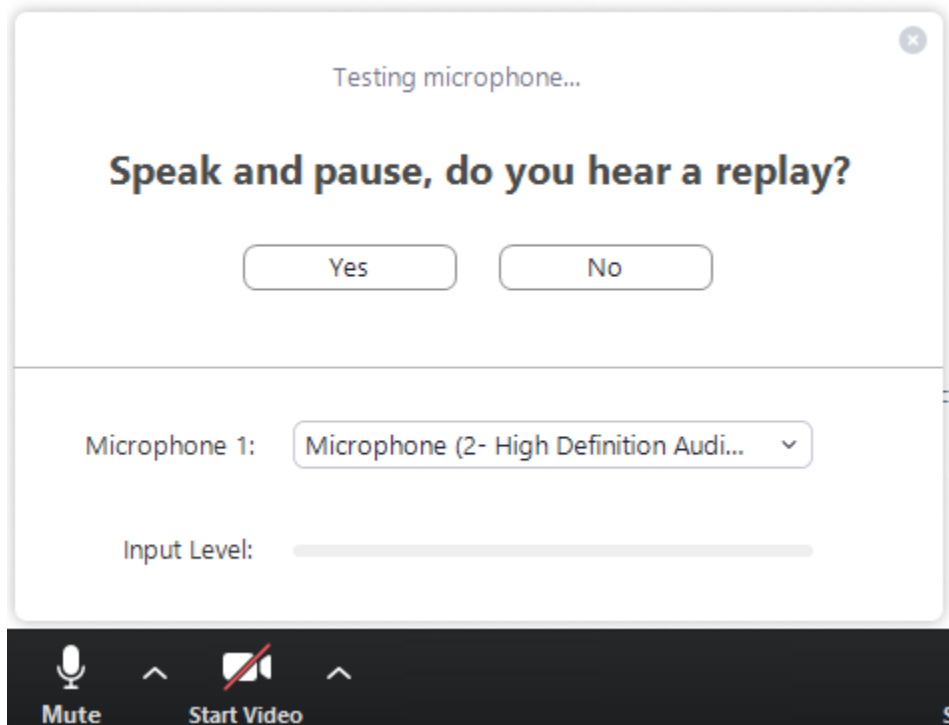 Testing microphone...
Speak and pause, do you hear a replay?
Yes No
Microphone 1: Microphone (2- High Definition Audi...
Input Level:
Mute Start Video